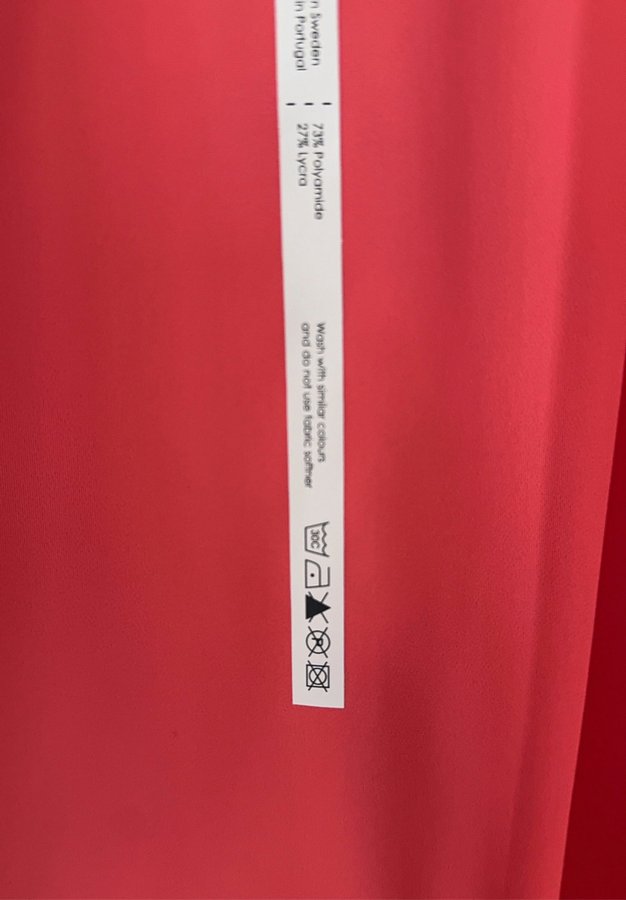 n Sweden
in Portugal
73% Polyamide
27% Lycra
Wash with similar colours
and do not use fabric softner
30C
P